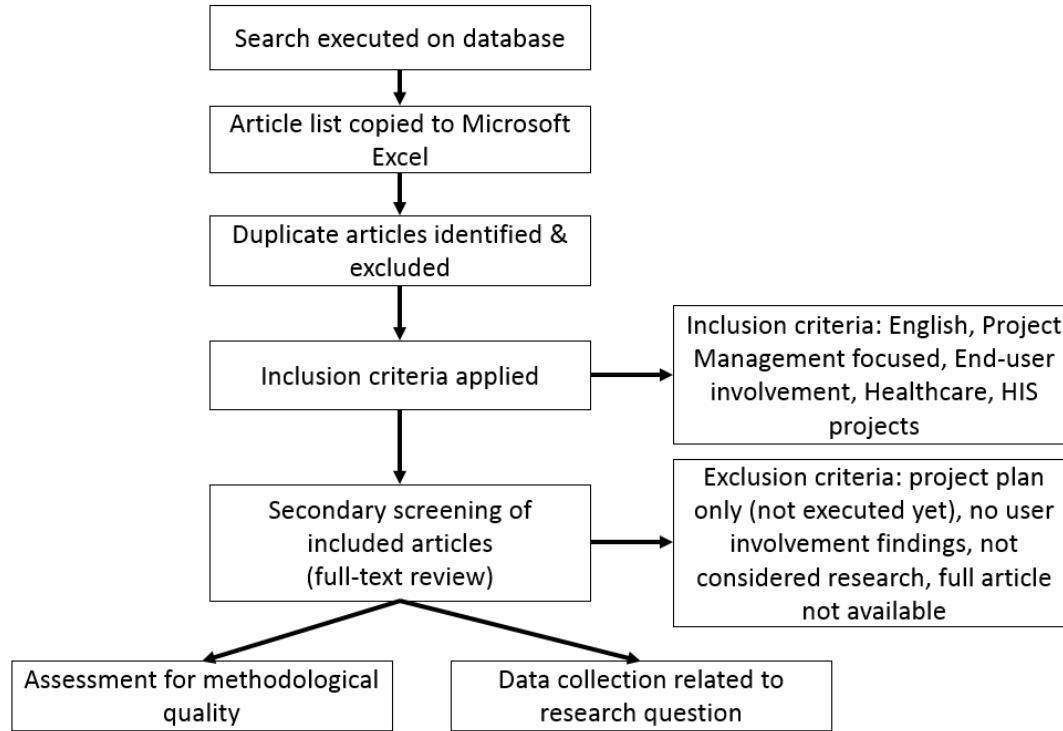 Search executed on database
Article list copied to Microsoft
Excel
Duplicate articles identified &
excluded
Inclusion criteria applied
Inclusion criteria: English, Project
Management focused, End-user
involvement, Healthcare, HIS
projects
Secondary screening of
included articles
(full-text review)
Exclusion criteria: project plan
only (not executed yet), no user
involvement findings, not
considered research, full article
not available
Assessment for methodological
quality
Data collection related to
research question